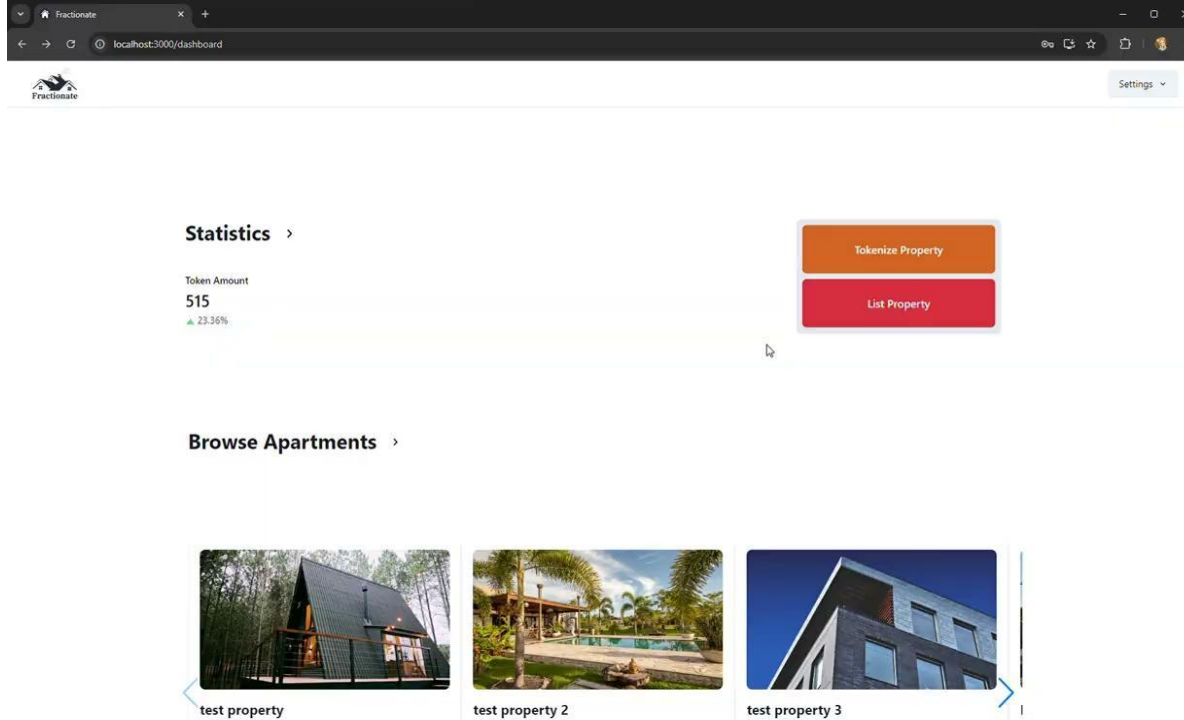 Fractionate
localhost:3000/dashboard
Fractionate
Settings
Statistics
Tokenize Property
Token Amount
515
23.36%
List Property
Browse Apartments
test property
test property 2
test property 3